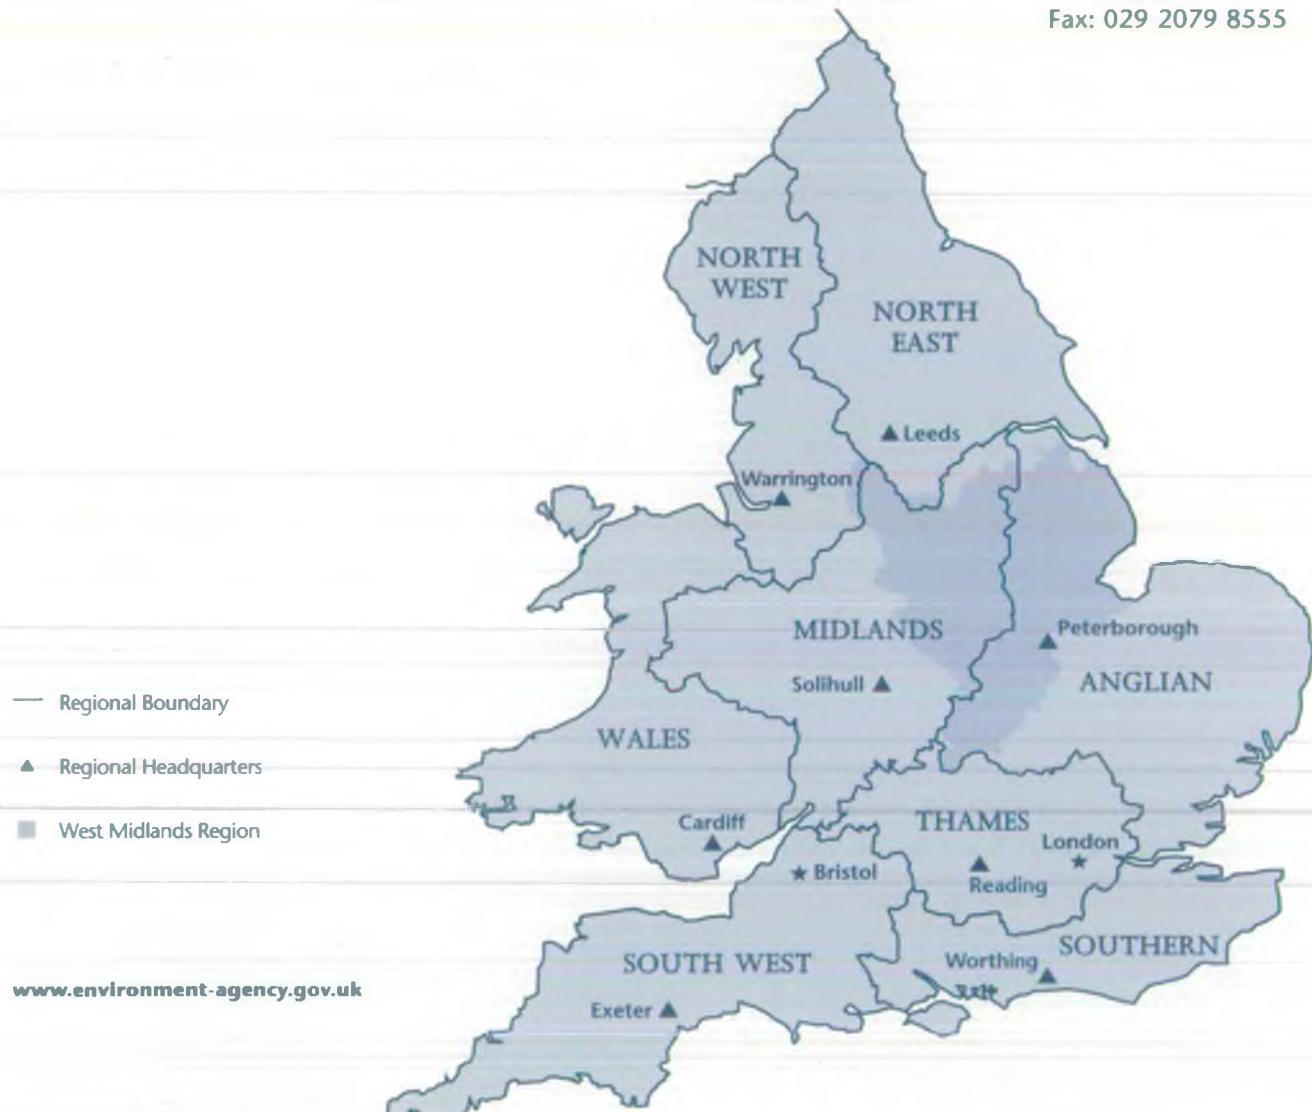 Fax: 029 2079 8555
NORTH
WEST
NORTH
EAST
Leeds
Warrington
MIDLANDS
Peterborough
Solihull
ANGLIAN
Regional Boundary
WALES
Regional Headquarters
Cardiff
THAMES
West Midlands Region
London
Bristol
Reading
SOUTHERN
SOUTH WEST
Worthing
www.environment-agency.gov.uk
Exeter